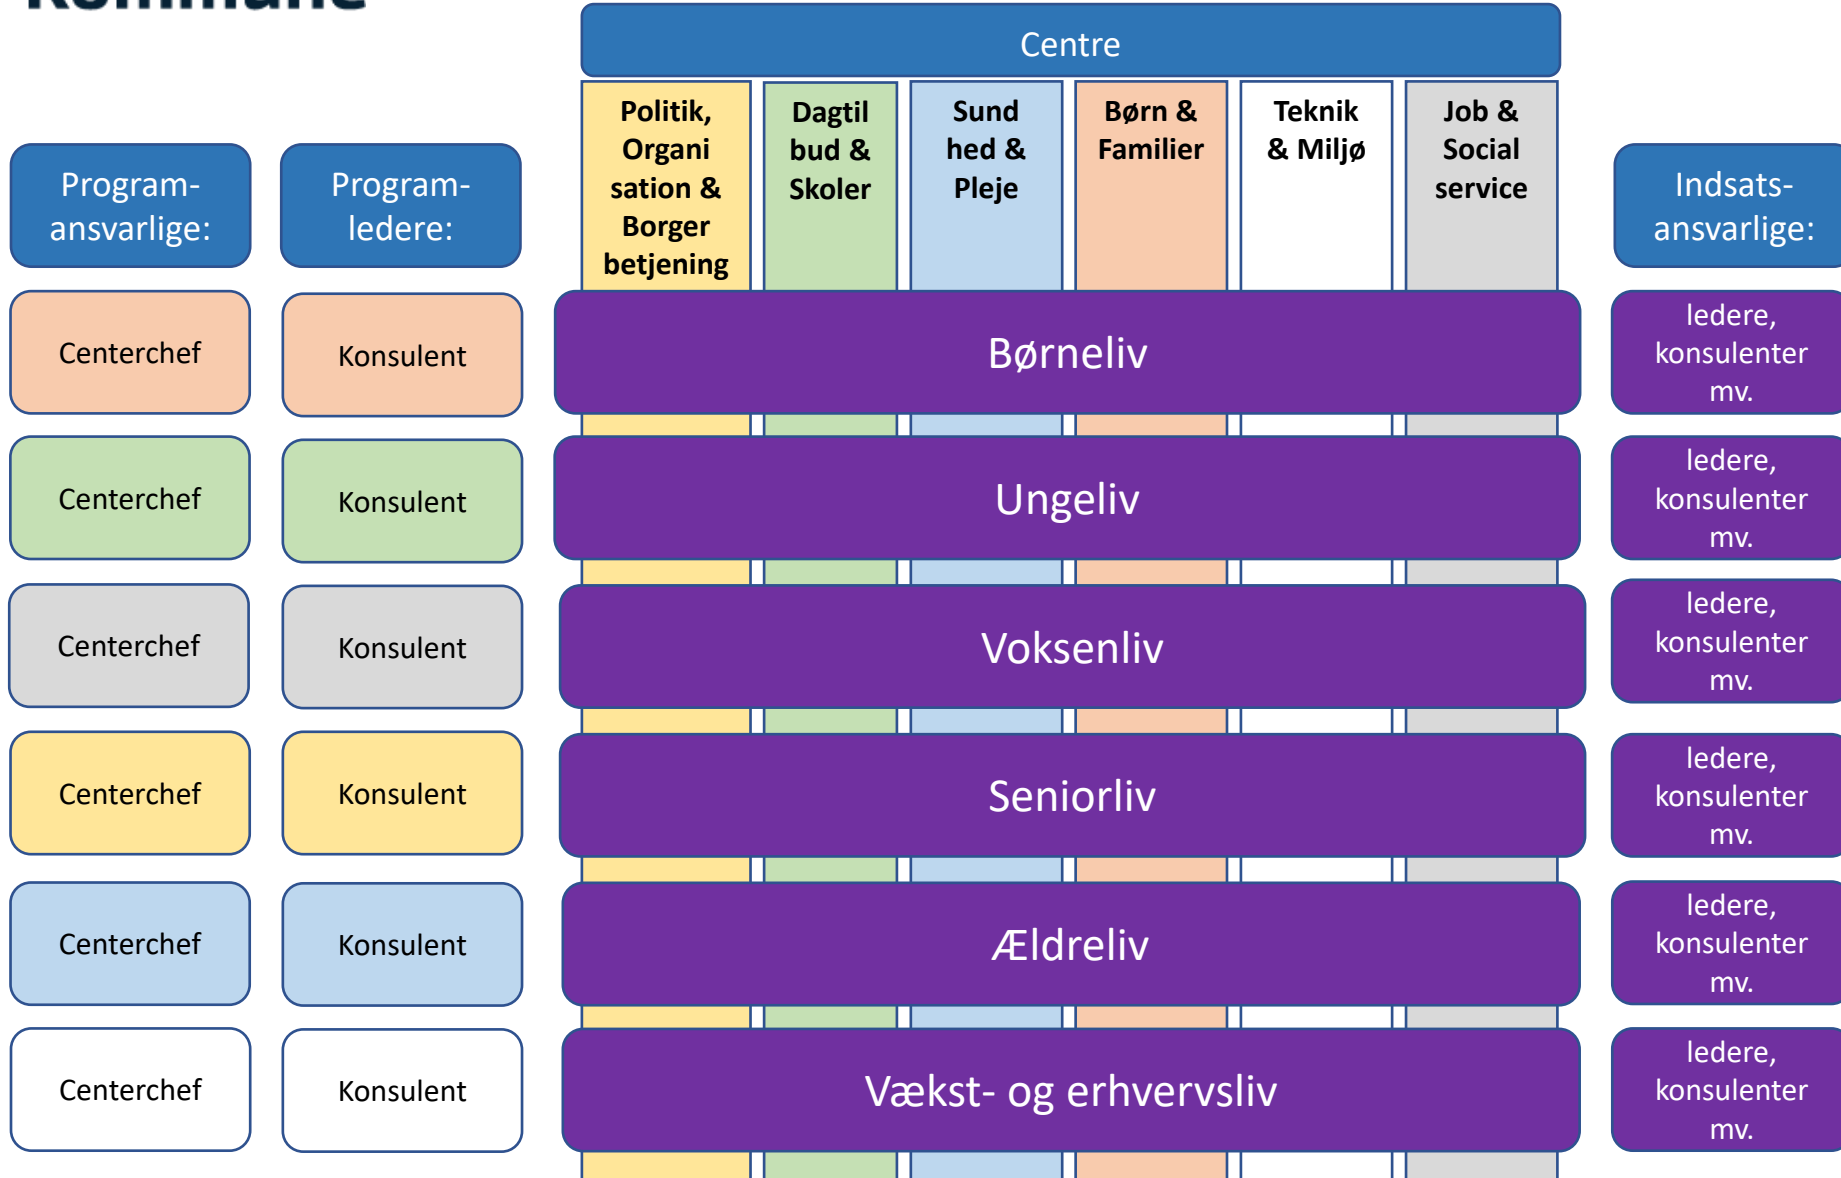 Kommune
Centre
Politik,
Organi
sation &
Borger
betjening
Dagtil
bud &
Skoler
Sund
hed &
Pleje
Børn &
Familier
Teknik
& Miljø
Job &
Social
service
Program-
ansvarlige:
Program-
ledere:
Indsats-
ansvarlige:
Centerchef
Konsulent
Børneliv
ledere,
konsulenter
mv.
Centerchef
Konsulent
Ungeliv
ledere,
konsulenter
mv.
Centerchef
Konsulent
Voksenliv
ledere,
konsulenter
mv.
Centerchef
Konsulent
Seniorliv
ledere,
konsulenter
mv.
Centerchef
Konsulent
Ældreliv
ledere,
konsulenter
mv.
Centerchef
Konsulent
Vækst- og erhvervsliv
ledere,
konsulenter
mv.